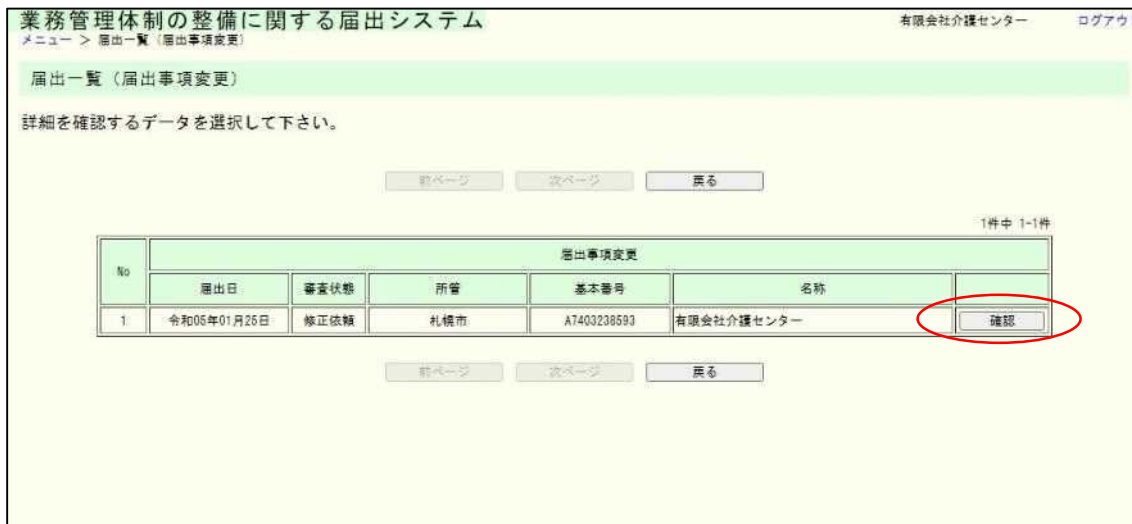 業務管理体制の整備に関する届出システム
有限会社介護センター ログアウ
メニュー > 届出一覧（届出事項変更）
届出一覧（届出事項変更）
詳細を確認するデータを選択して下さい。
前ページ 次ページ 戻る
1件中 1-1件
No 届出事項変更
届出日 審査状態 所管 基本番号 名称
1 令和05年01月25日 修正依頼 札幌市 A7403238593 有限会社介護センター 確認
前ページ 次ページ 戻る